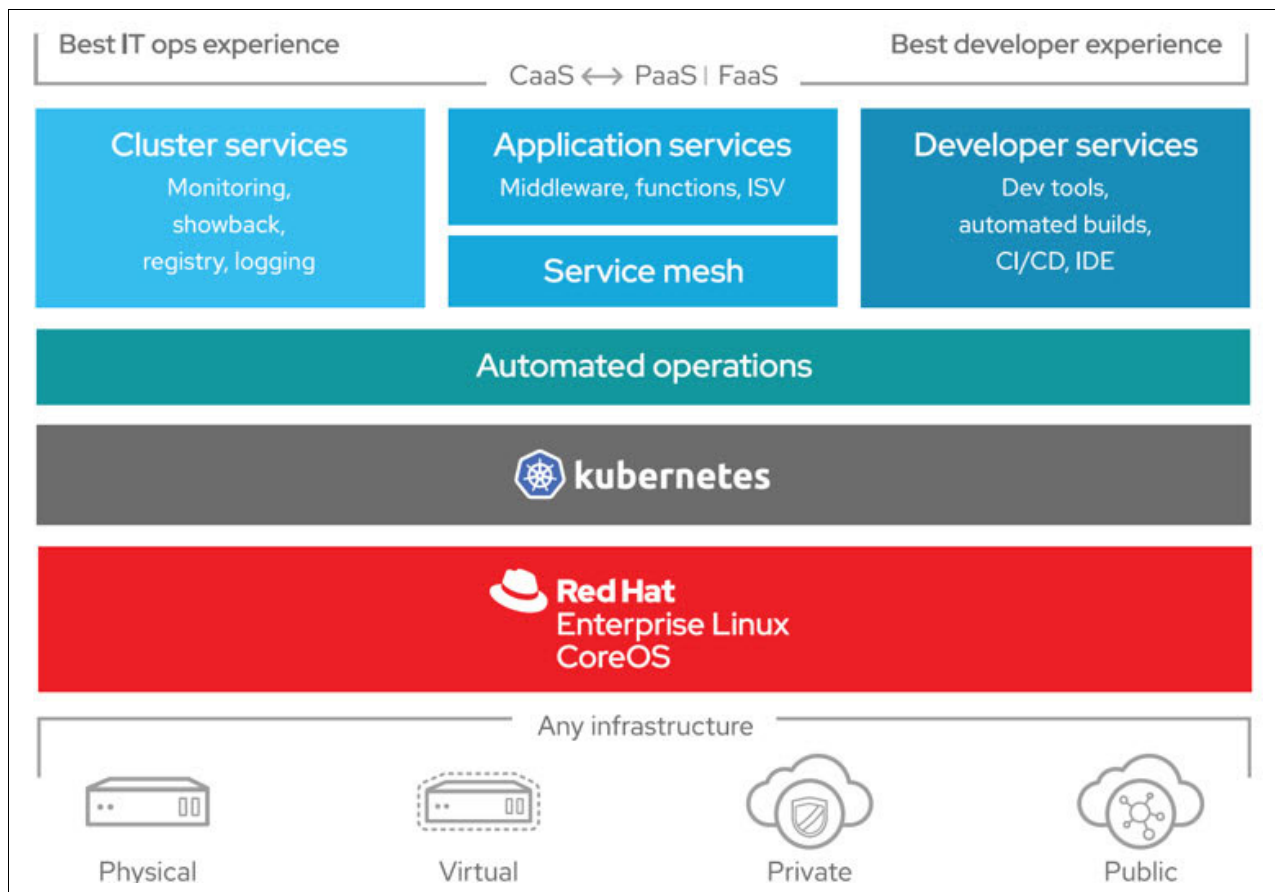 Best IT ops experience
Best developer experience
CaaS ↔ PaaS | FaaS
Cluster services
Monitoring,
showback,
registry, logging
Application services
Middleware, functions, ISV
Service mesh
Developer services
Dev tools,
automated builds,
CI/CD, IDE
Automated operations
kubernetes
Red Hat
Enterprise Linux
CoreOS
Any infrastructure
Physical
Virtual
Private
Public